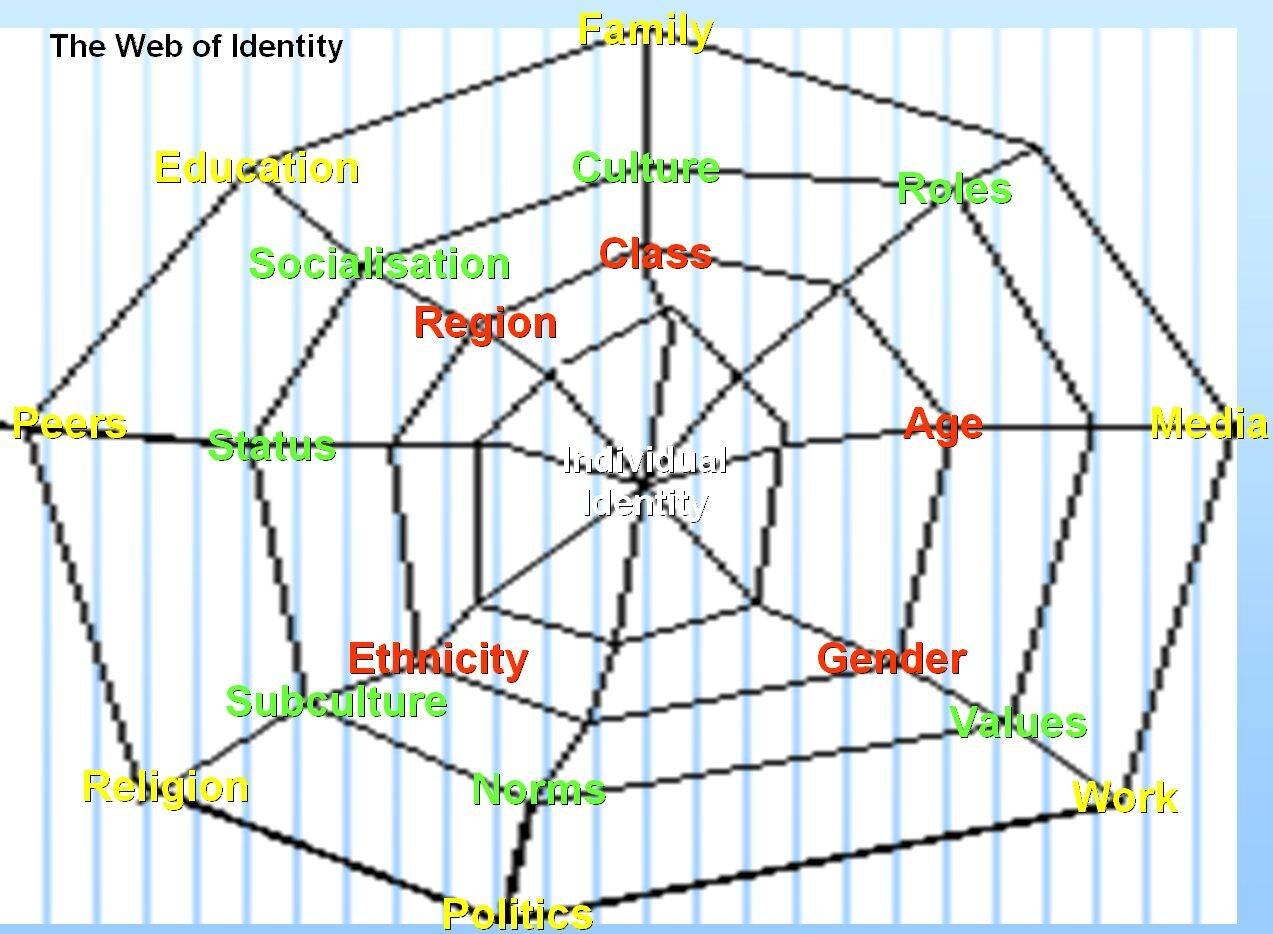 The Web of Identity
Family
Education
Culture
Roles
Socialisation
Class
Region
Peers
Status
Age
Media
Individual
Identity
Ethnicity
Gender
Subculture
Values
Religion
Norms
Work
Politics